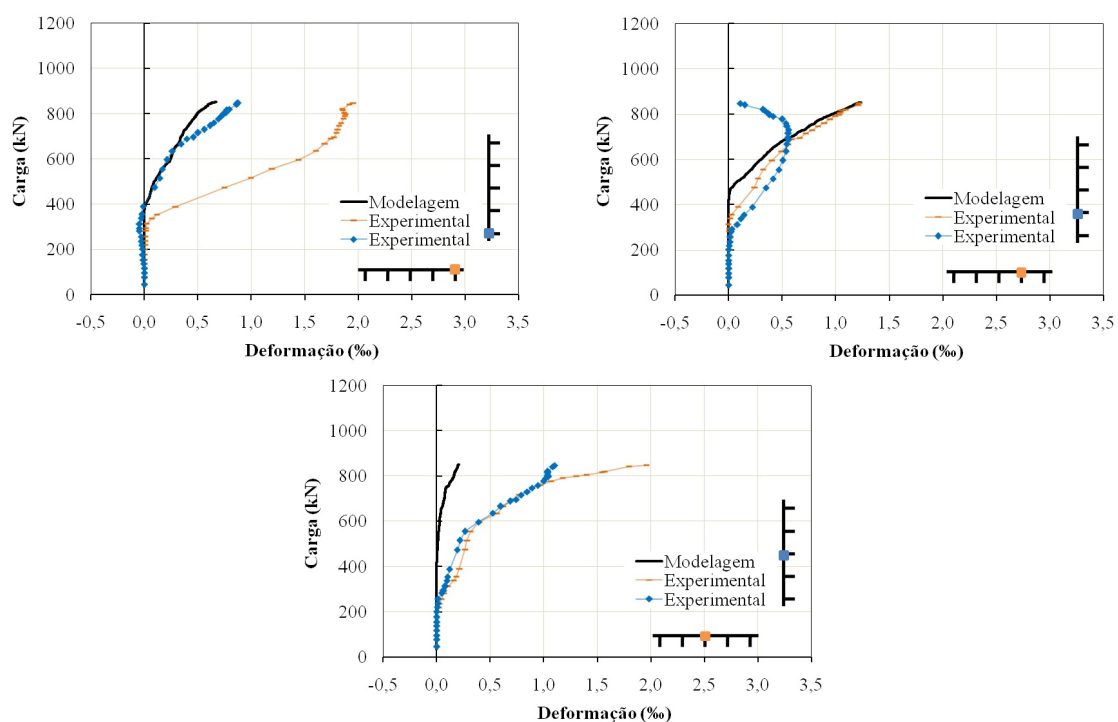 1200
1000
800
600
400
200
0
Carga (kN)
Modelagem
Experimental
Experimental
-0,5 0,0 0,5 1,0 1,5 2,0 2,5 3,0 3,5
Deformação (‰)
1200
1000
800
600
400
200
0
Carga (kN)
Modelagem
Experimental
Experimental
-0,5 0,0 0,5 1,0 1,5 2,0 2,5 3,0 3,5
Deformação (‰)
1200
1000
800
600
400
200
0
Carga (kN)
Modelagem
Experimental
Experimental
-0,5 0,0 0,5 1,0 1,5 2,0 2,5 3,0 3,5
Deformação (‰)